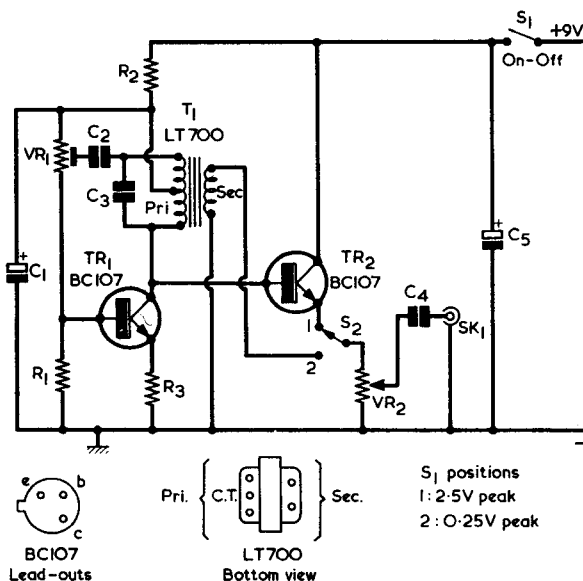 S1
+9V
On-Off
R2
T1
LT700
C2
VR1
C3
Pri
Sec
TR1
BC107
TR2
BC107
+
C1
+
C5
C4
SK1
1
S2
2
R1
R3
VR2
−
e
b
c
BC107
Lead-outs
Pri.
C.T.
Sec.
LT700
Bottom view
S1 positions
1: 2·5V peak
2: 0·25V peak